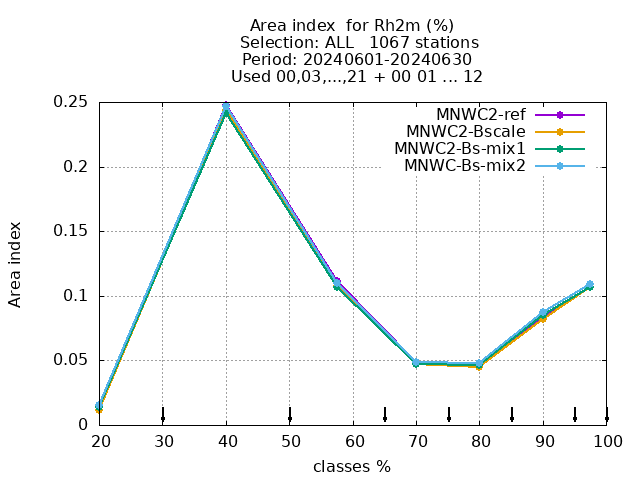 Area index  for Rh2m (%)
Selection: ALL   1067 stations
Period: 20240601-20240630
Used 00,03,...,21 + 00 01 ... 12
MNWC2-ref
MNWC2-Bscale
MNWC2-Bs-mix1
MNWC-Bs-mix2
0.25
0.2
0.15
0.1
0.05
0
Area index
20 30 40 50 60 70 80 90 100
classes %